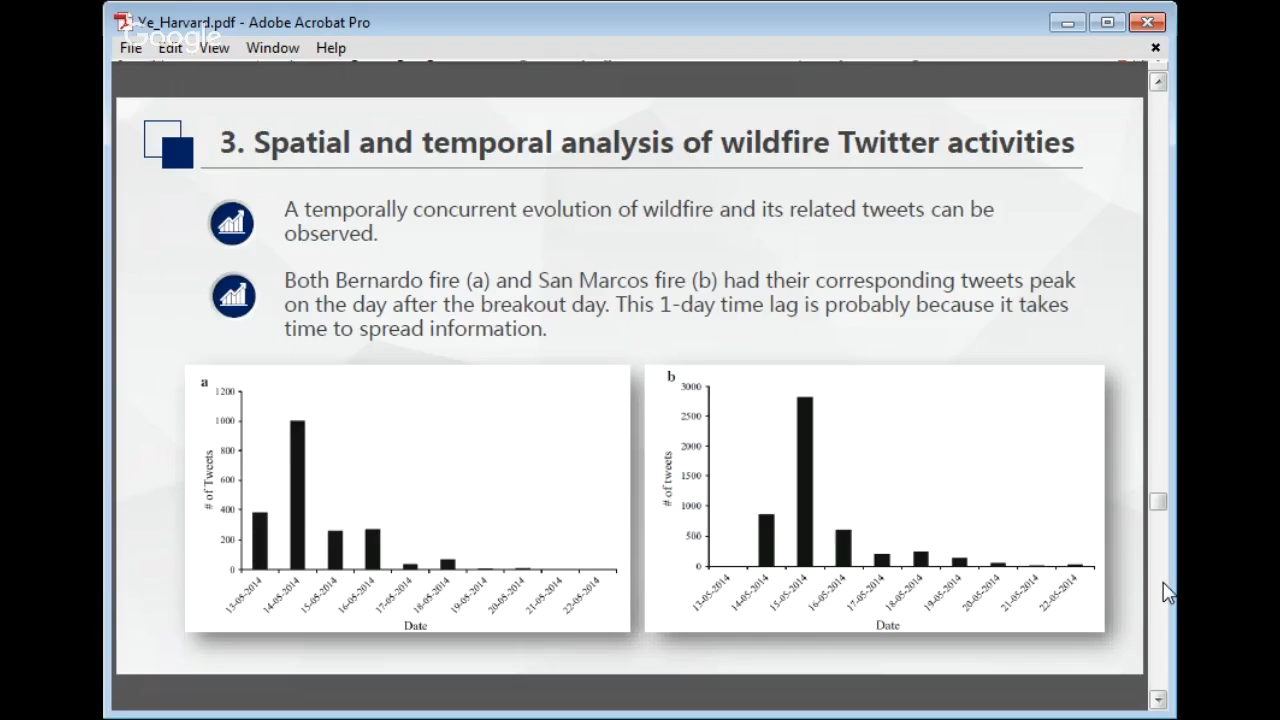 Ye_Harvard.pdf - Adobe Acrobat Pro
Google
File Edit View Window Help
3. Spatial and temporal analysis of wildfire Twitter activities
A temporally concurrent evolution of wildfire and its related tweets can be
observed.
Both Bernardo fire (a) and San Marcos fire (b) had their corresponding tweets peak
on the day after the breakout day. This 1-day time lag is probably because it takes
time to spread information.
a
# of Tweets
1200
1000
800
600
400
200
0
13-05-2014
14-05-2014
15-05-2014
16-05-2014
17-05-2014
18-05-2014
19-05-2014
20-05-2014
21-05-2014
22-05-2014
Date
b
# of tweets
3000
2500
2000
1500
1000
500
0
13-05-2014
14-05-2014
15-05-2014
16-05-2014
17-05-2014
18-05-2014
19-05-2014
20-05-2014
21-05-2014
22-05-2014
Date